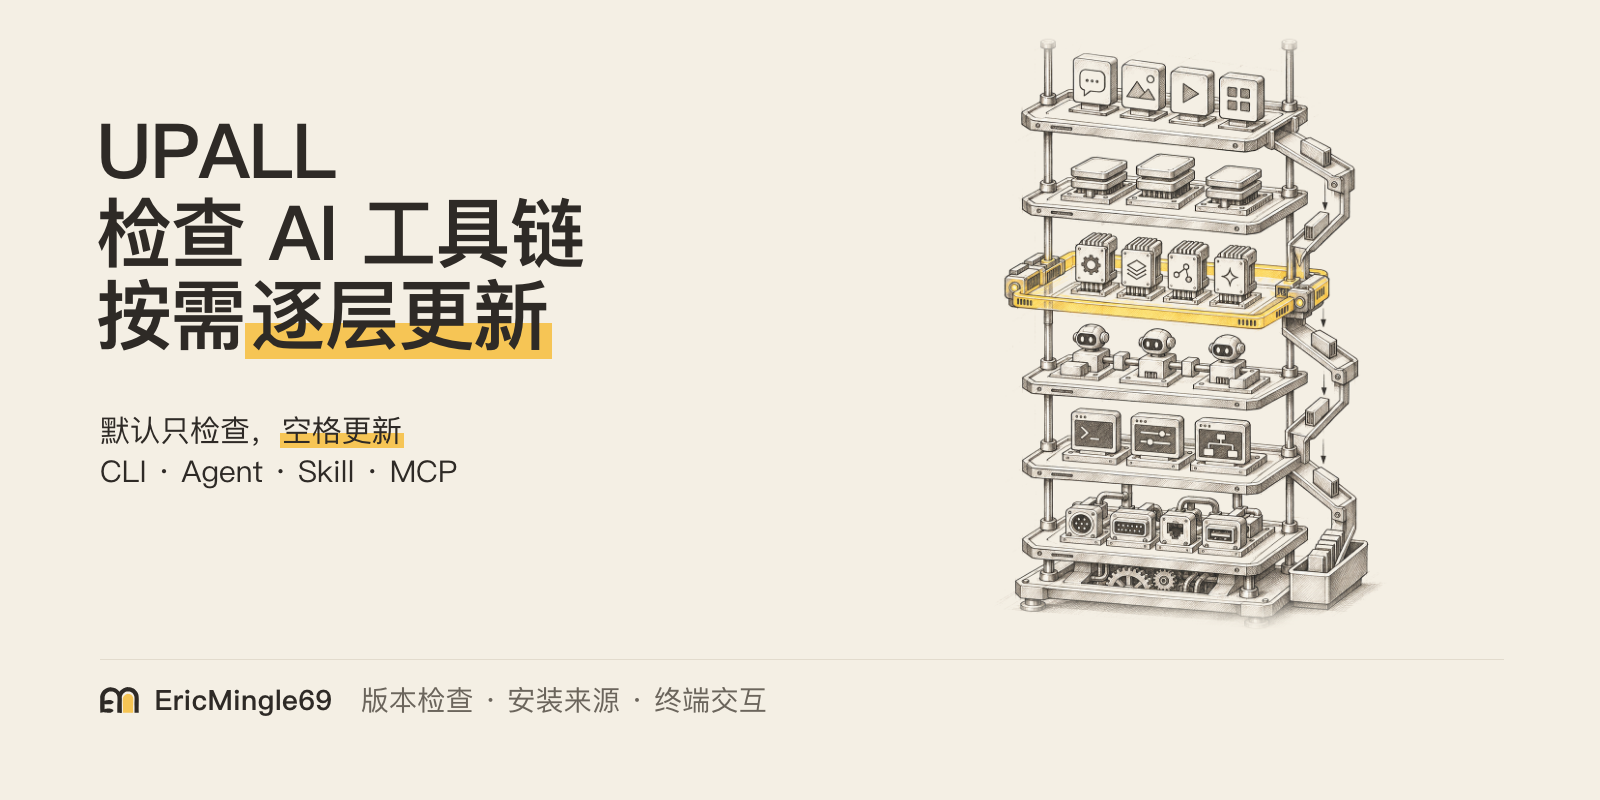 UPALL
检查 AI 工具链
按需逐层更新
默认只检查，空格更新
CLI · Agent · Skill · MCP
EricMingle69 版本检查 · 安装来源 · 终端交互